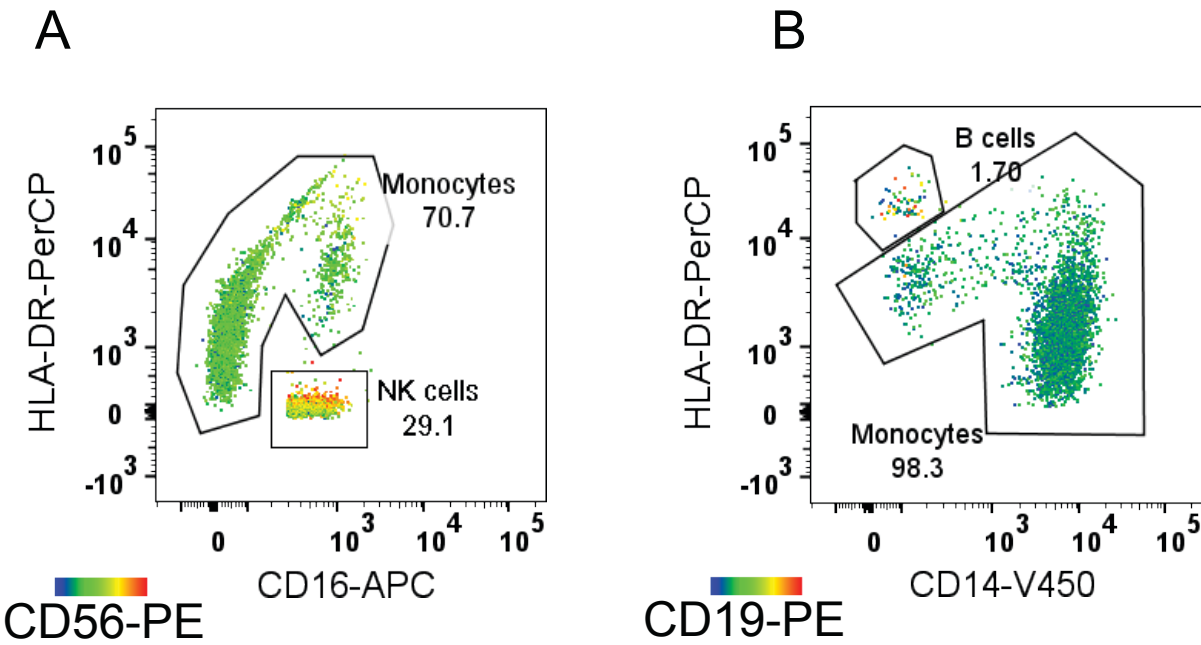 A
HLA-DR-PerCP
10^5
10^4
10^3
0
-10^3
Monocytes
70.7
NK cells
29.1
0
10^3
10^4
10^5
CD16-APC
CD56-PE
B
HLA-DR-PerCP
10^5
10^4
10^3
0
-10^3
B cells
1.70
Monocytes
98.3
0
10^3
10^4
10^5
CD14-V450
CD19-PE